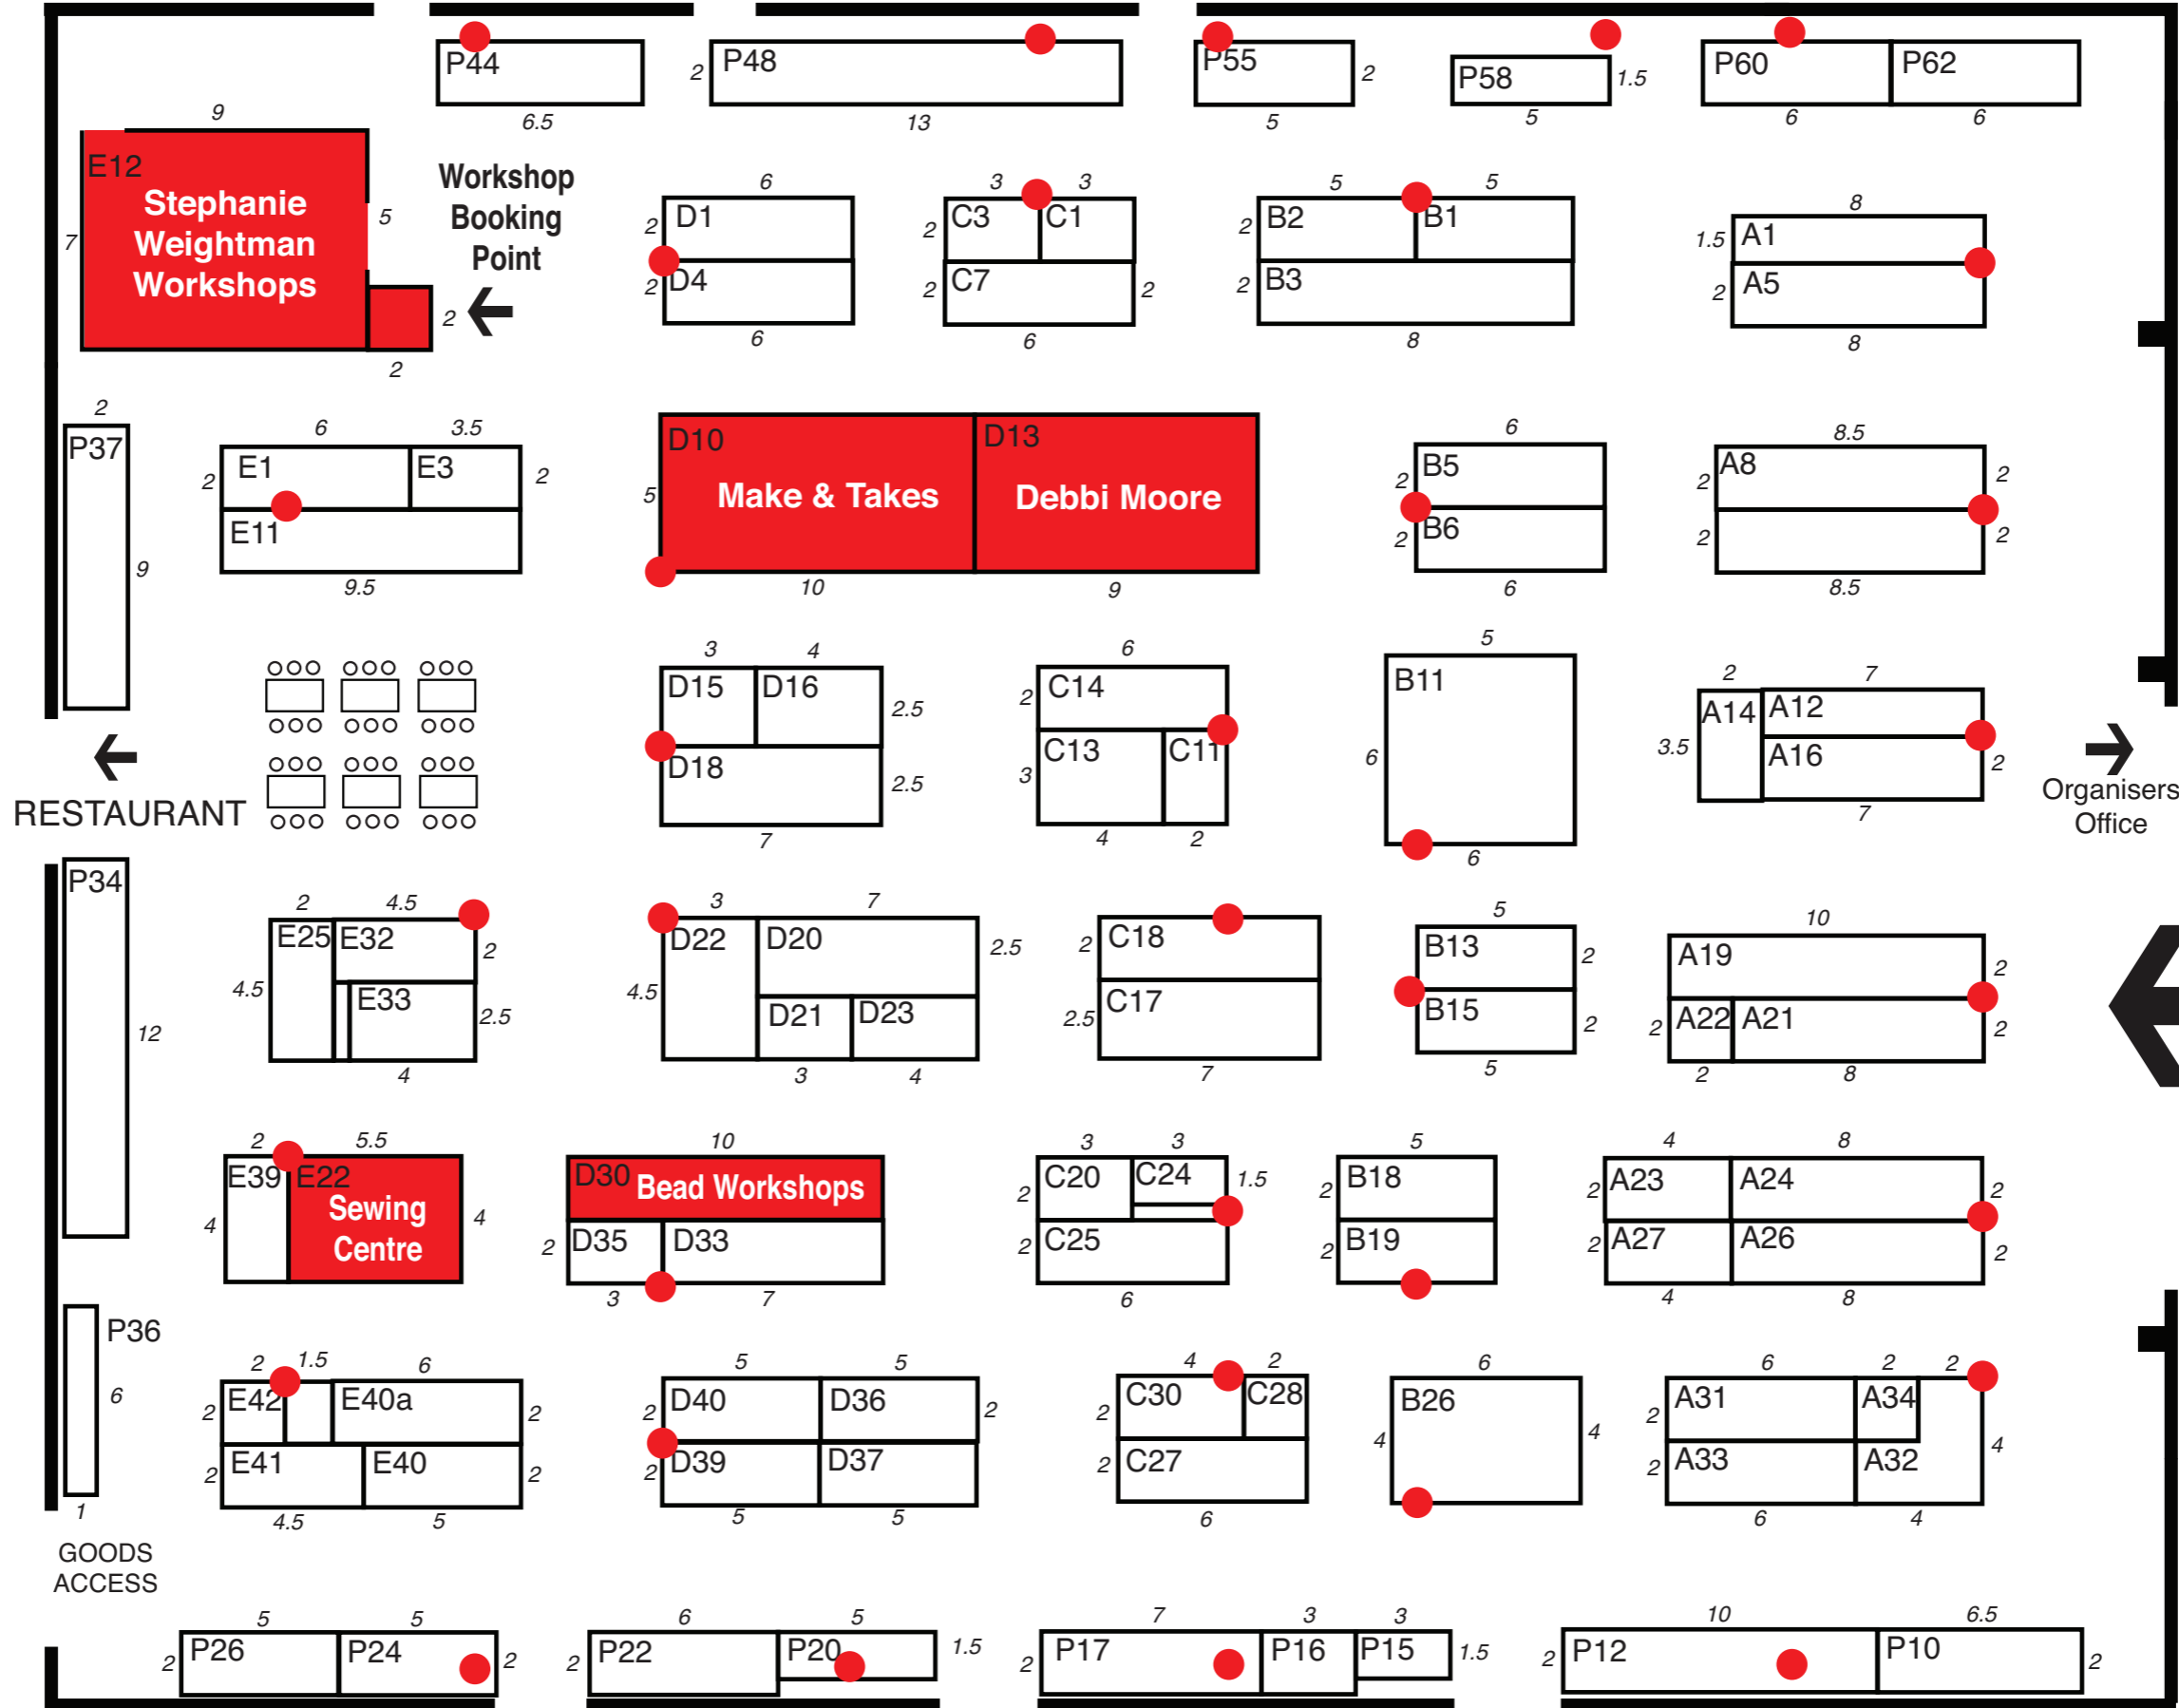 P44
6.5
2
P48
13
P55
2
5
P58
1.5
5
P60
P62
6
6
9
E12
Stephanie
Weightman
Workshops
7
5
2
2
Workshop
Booking
Point
6
2
D1
2
D4
6
3
3
2
C3
C1
2
C7
2
6
5
5
2
B2
B1
2
B3
8
8
1.5
A1
2
A5
8
2
P37
9
6
3.5
2
E1
E3
2
E11
9.5
D10
Make & Takes
5
10
D13
Debbi Moore
9
6
2
B5
2
B6
6
8.5
2
A8
2
2
2
8.5
RESTAURANT
3
4
D15
D16
2.5
D18
2.5
7
6
2
C14
3
C13
C11
4
2
5
B11
6
6
2
7
A14
A12
3.5
A16
2
7
Organisers
Office
P34
12
2
4.5
E25
E32
2
4.5
E33
2.5
4
3
7
D22
D20
2.5
4.5
D21
D23
3
4
2
C18
2.5
C17
7
5
B13
2
B15
2
5
10
A19
2
2
A22
A21
2
2
8
2
5.5
E39
E22
Sewing
Centre
4
4
10
D30
Bead Workshops
2
D35
D33
3
7
3
3
2
C20
C24
1.5
2
C25
6
5
2
B18
2
B19
4
8
2
A23
A24
2
2
A27
A26
2
4
8
P36
6
1
2
1.5
6
2
E42
E40a
2
2
E41
E40
2
4.5
5
5
5
2
D40
D36
2
2
D39
D37
5
5
4
2
2
C30
C28
2
C27
6
6
B26
4
4
6
2
2
2
A31
A34
4
2
A33
A32
6
4
GOODS
ACCESS
5
5
2
P26
P24
2
6
5
2
P22
P20
1.5
7
3
3
2
P17
P16
P15
1.5
10
6.5
2
P12
P10
2